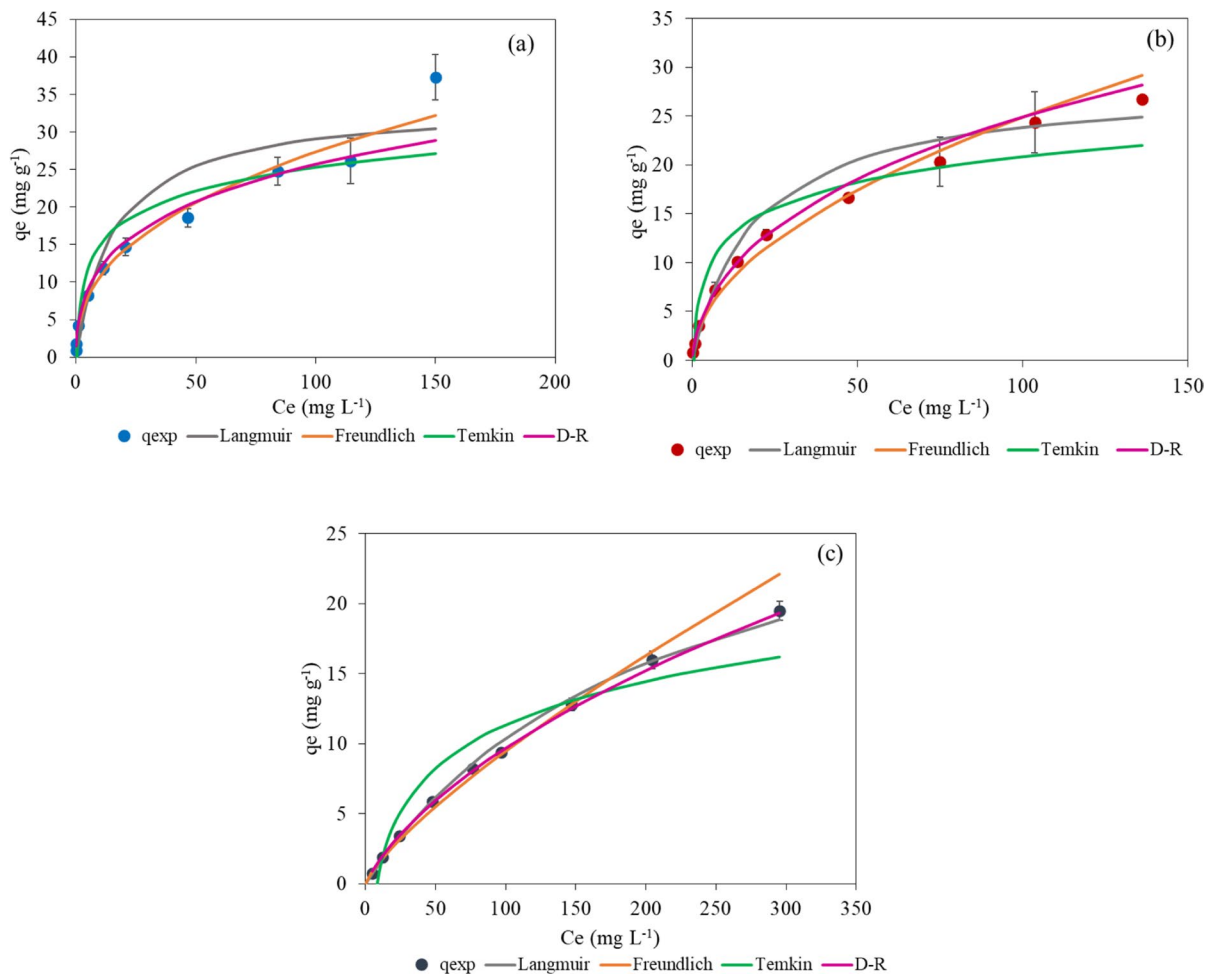 (a)
45
40
35
30
25
20
15
10
5
0
qe (mg g⁻¹)
0 50 100 150 200
Ce (mg L⁻¹)
qexp Langmuir Freundlich Temkin D-R
(b)
35
30
25
20
15
10
5
0
qe (mg g⁻¹)
0 50 100 150
Ce (mg L⁻¹)
qexp Langmuir Freundlich Temkin D-R
(c)
25
20
15
10
5
0
qe (mg g⁻¹)
0 50 100 150 200 250 300 350
Ce (mg L⁻¹)
qexp Langmuir Freundlich Temkin D-R